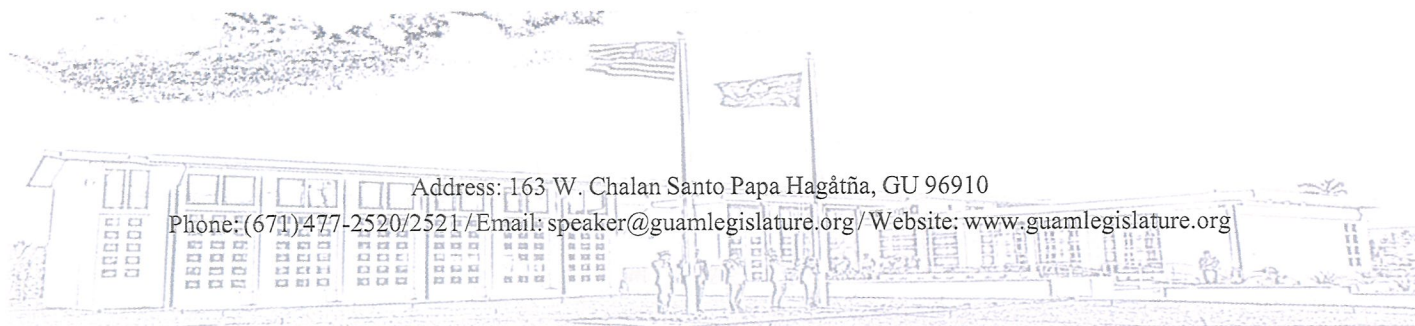 Address: 163 W. Chalan Santo Papa Hagåtña, GU 96910
Phone: (671) 477-2520/2521 / Email: speaker@guamlegislature.org / Website: www.guamlegislature.org